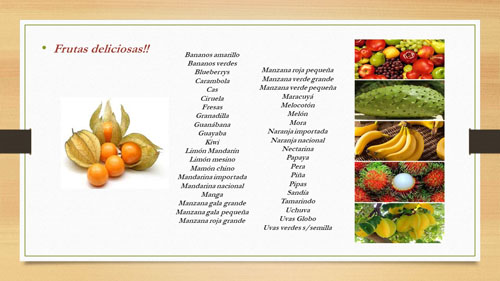 Frutas deliciosas!!
Bananos amarillo
Bananos verdes
Blueberrys
Carambola
Cas
Ciruela
Fresas
Granadilla
Guanábana
Guayaba
Kiwi
Limón Mandarín
Limón mesino
Mamón chino
Mandarina importada
Mandarina nacional
Manga
Manzana gala grande
Manzana gala pequeña
Manzana roja grande
Manzana roja pequeña
Manzana verde grande
Manzana verde pequeña
Maracuyá
Melocotón
Melón
Mora
Naranja importada
Naranja nacional
Nectarina
Papaya
Pera
Piña
Pipas
Sandía
Tamarindo
Uchuva
Uvas Globo
Uvas verdes s/semilla